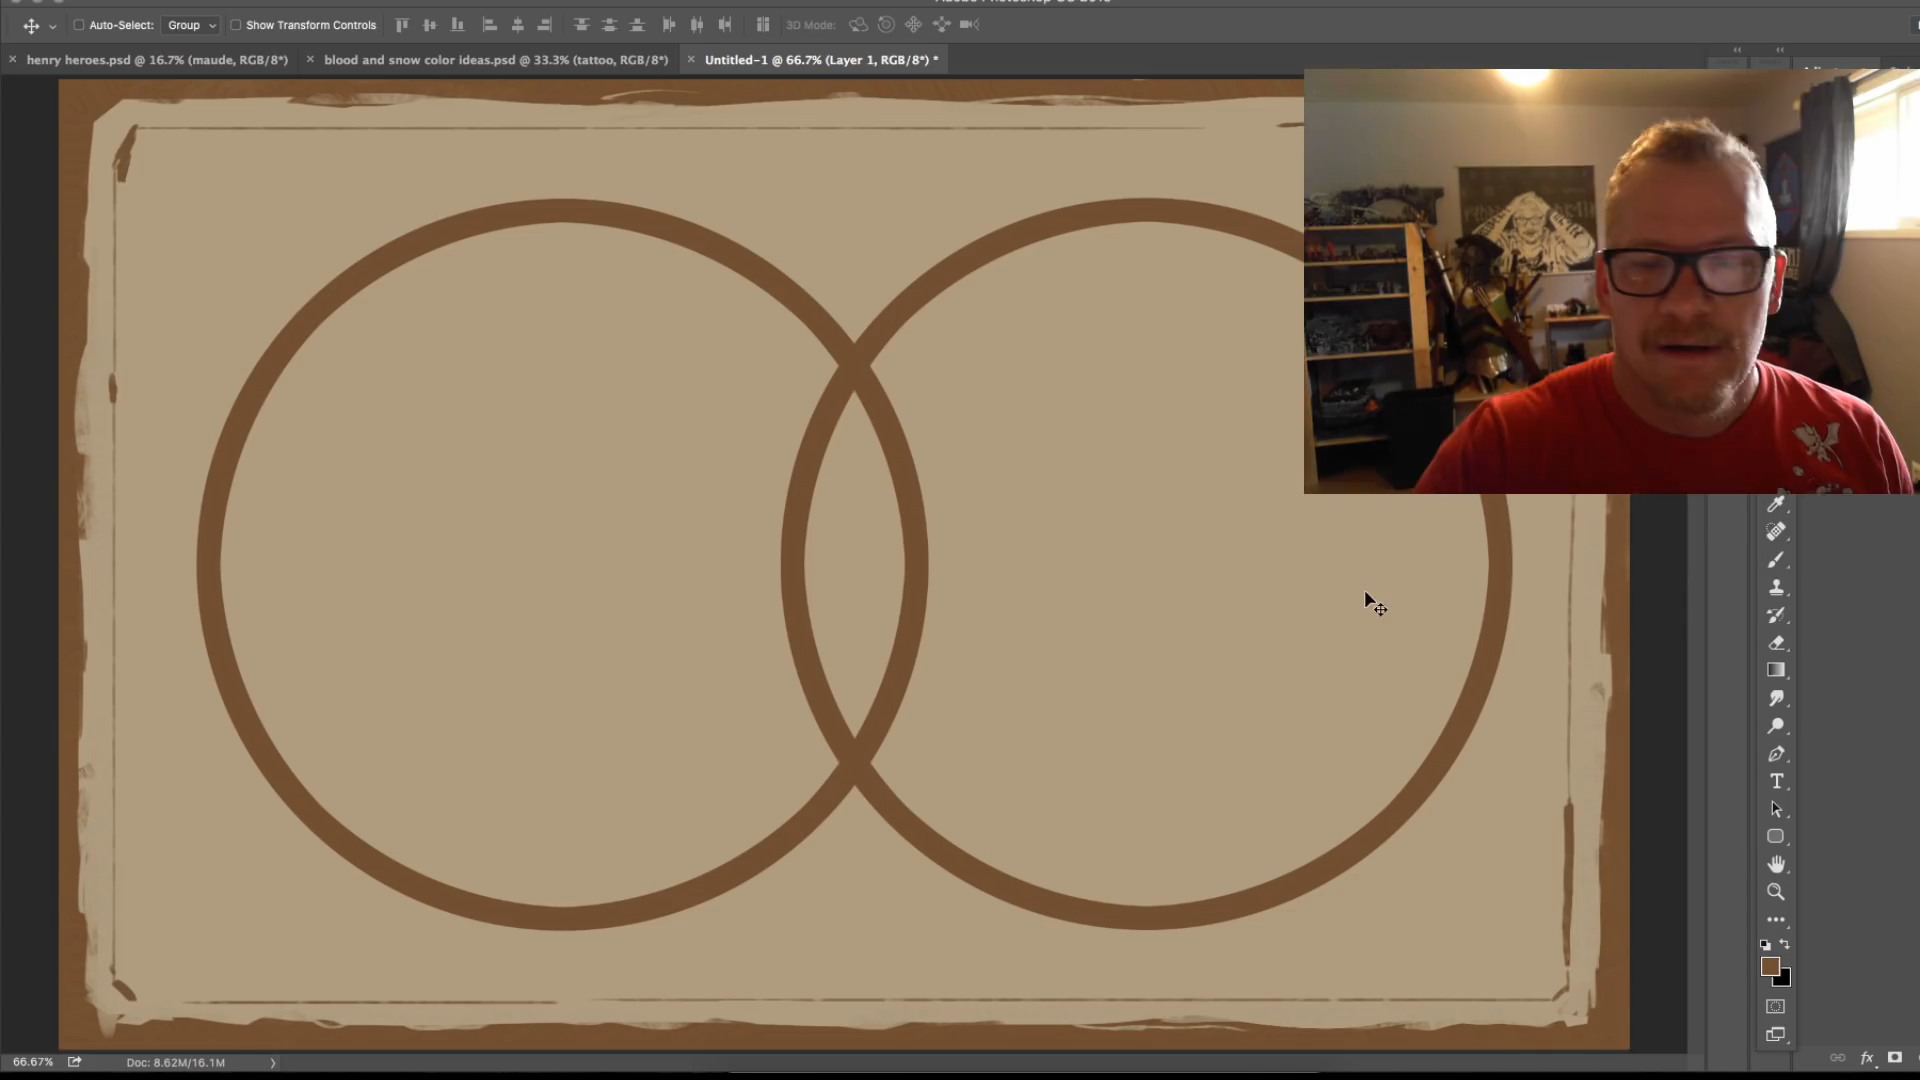 Auto-Select: Group Show Transform Controls 3D Mode:
henry heroes.psd @ 16.7% (maude, RGB/8*) blood and snow color ideas.psd @ 33.3% (tattoo, RGB/8*) Untitled-1 @ 66.7% (Layer 1, RGB/8*) *
66.67% Doc: 8.62M/16.1M
fx